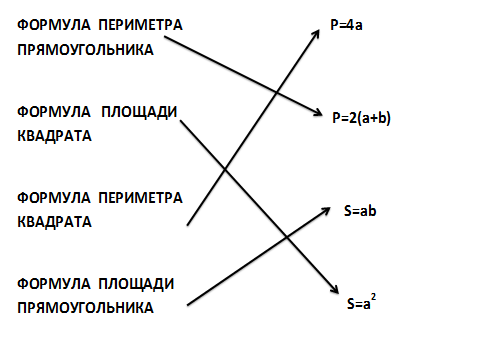 ФОРМУЛА ПЕРИМЕТРА
ПРЯМОУГОЛЬНИКА
P=4a
ФОРМУЛА ПЛОЩАДИ
КВАДРАТА
P=2(a+b)
ФОРМУЛА ПЕРИМЕТРА
КВАДРАТА
S=ab
ФОРМУЛА ПЛОЩАДИ
ПРЯМОУГОЛЬНИКА
S=a²